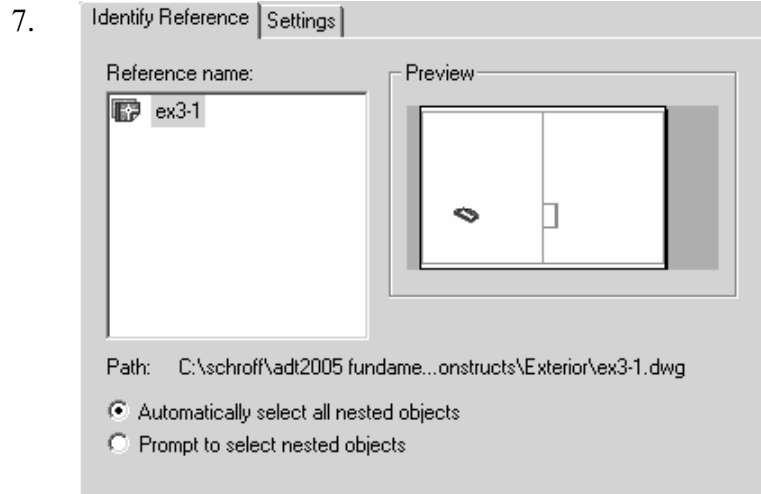 7.
Identify Reference Settings
Reference name: Preview
ex3-1
Path: C:\schroff\adt2005 fundame...onstructs\Exterior\ex3-1.dwg
Automatically select all nested objects
Prompt to select nested objects